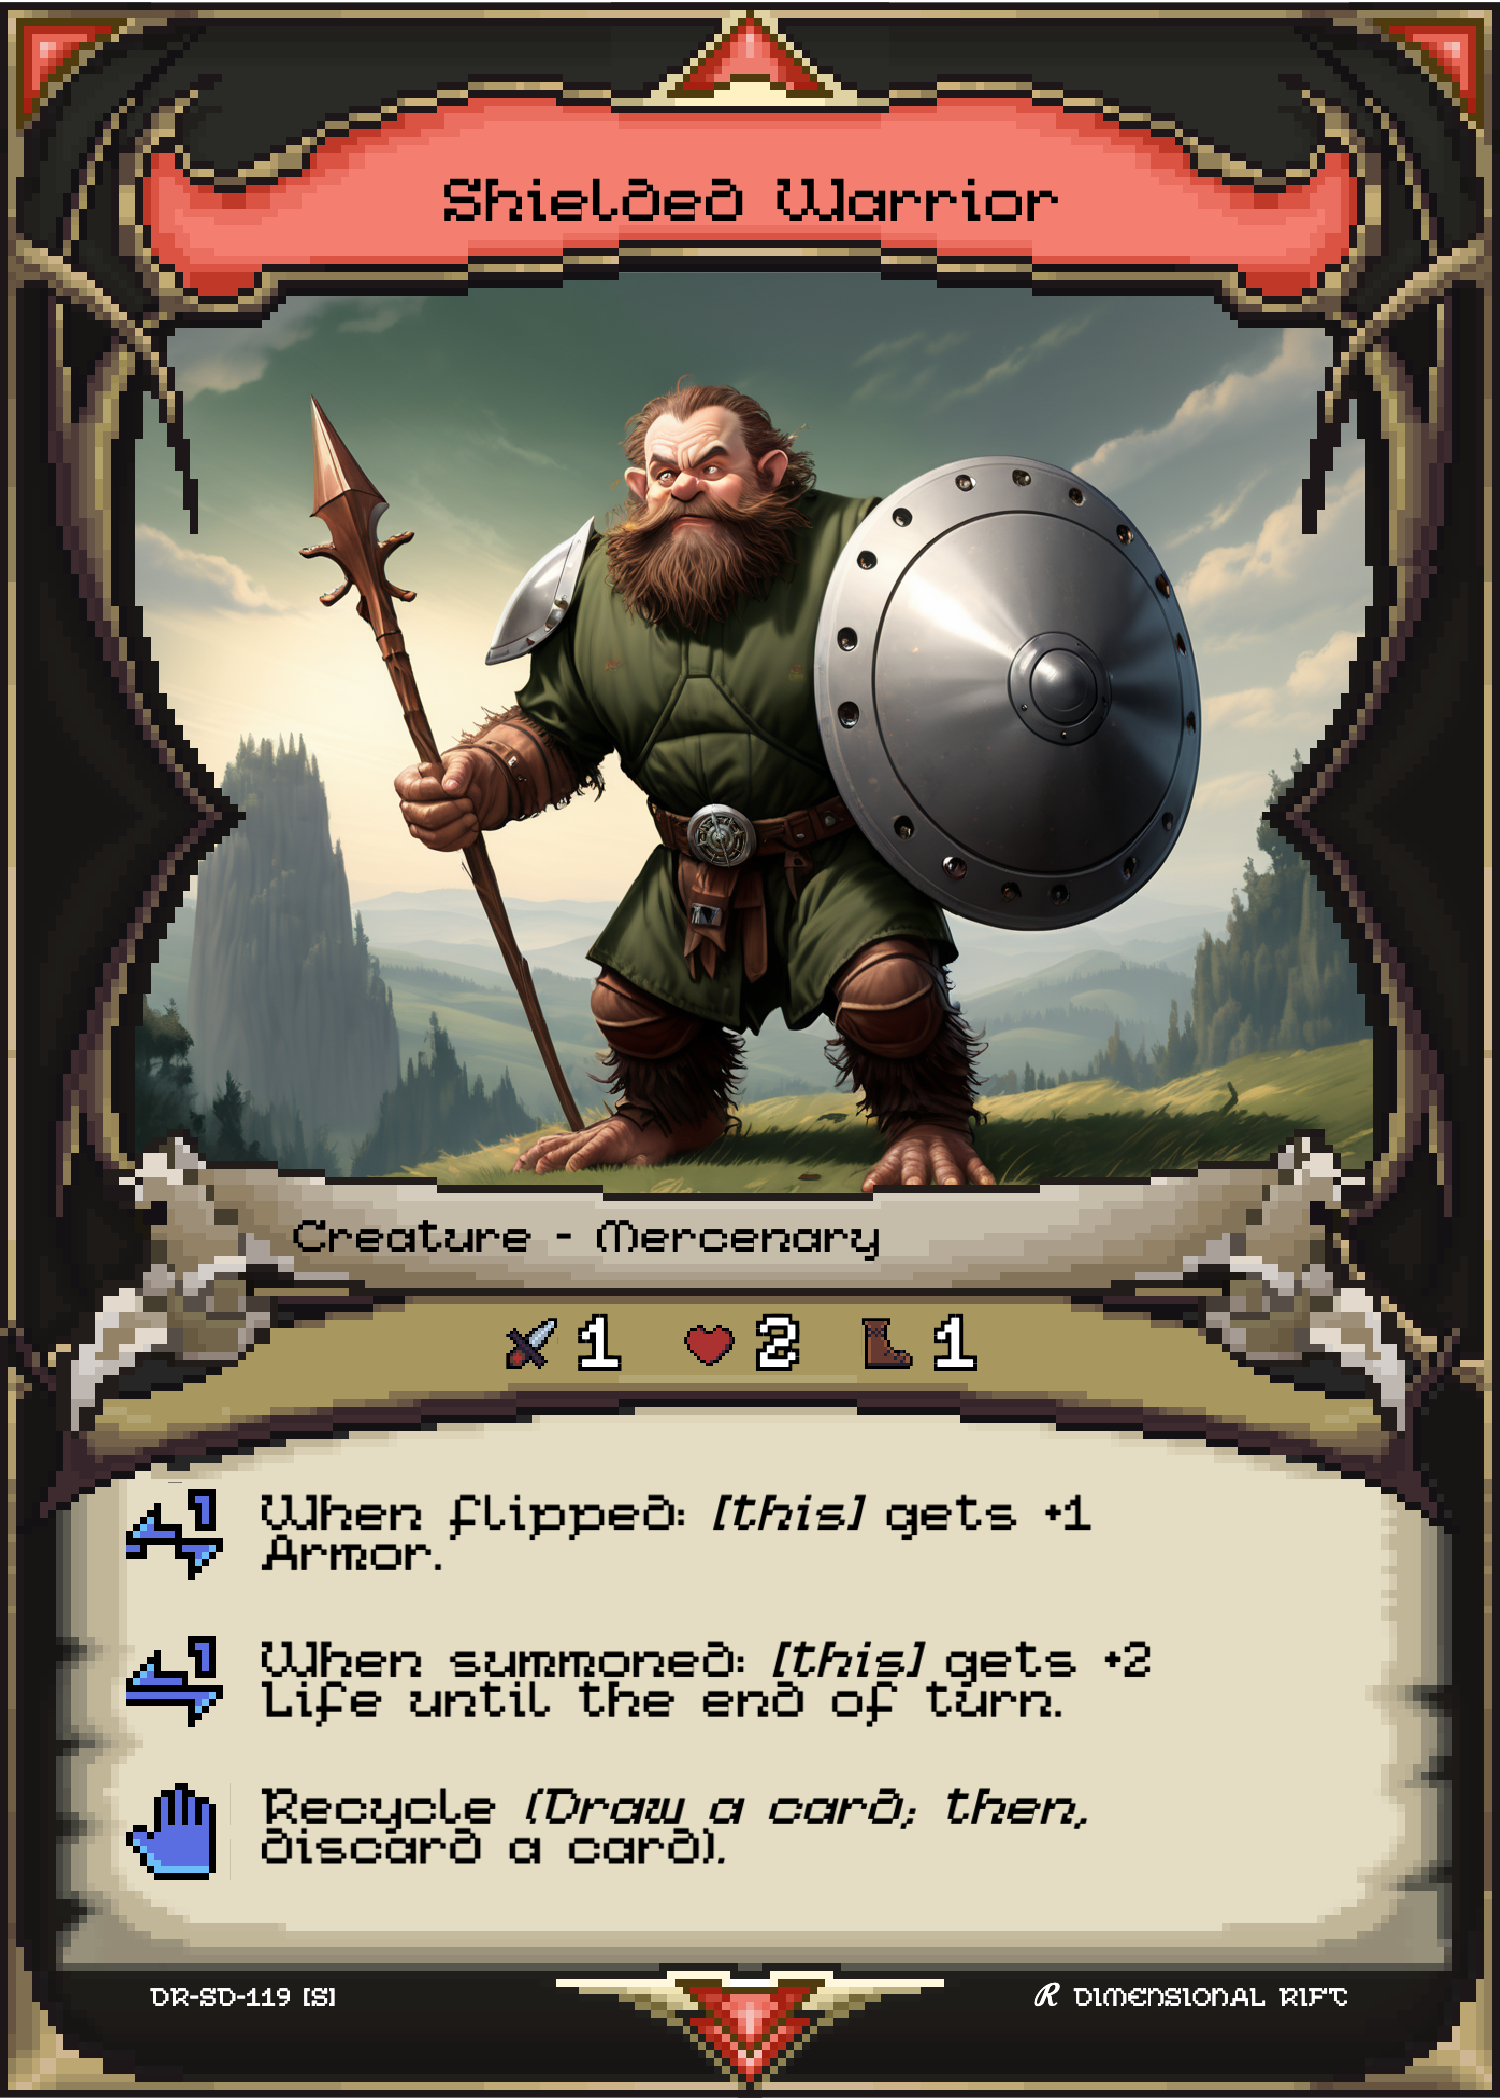 Shielded Warrior
Creature - Mercenary
1 2 1
When flipped: [this] gets +1
Armor.
When summoned: [this] gets +2
Life until the end of turn.
Recycle (Draw a card; then,
discard a card).
DR-SD-119 [S]
R DIMENSIONAL RIFT